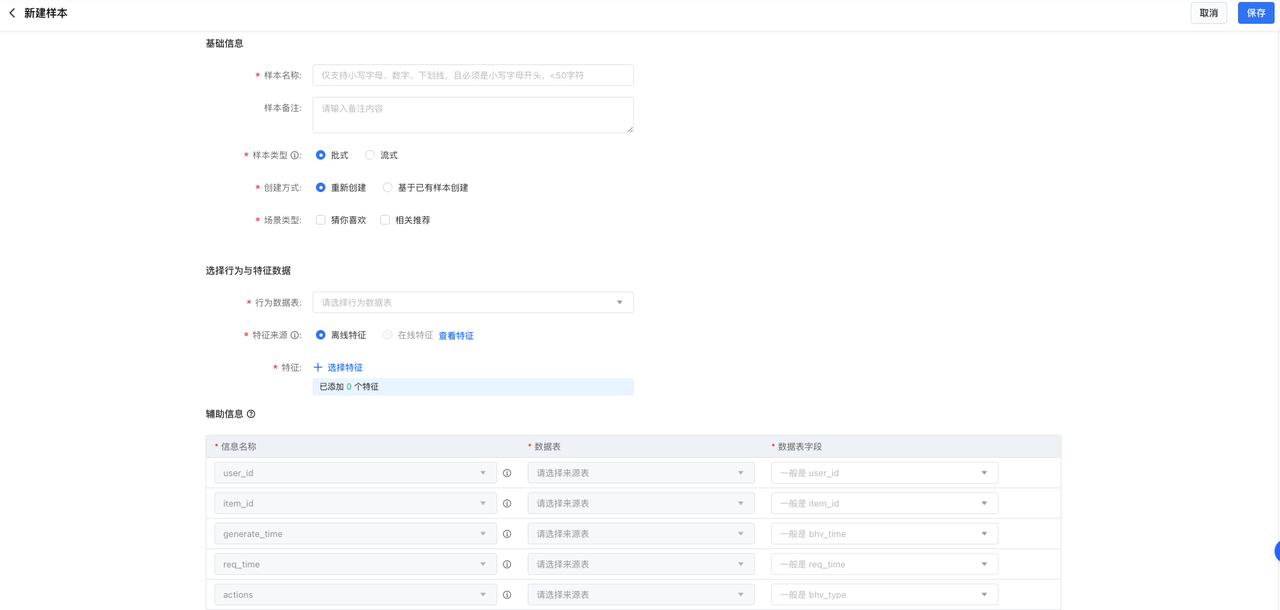 新建样本 取消 保存
基础信息
* 样本名称: 仅支持小写字母、数字、下划线，且必须是小写字母开头，<50字符
样本备注: 请输入备注内容
* 样本类型 : 批式 流式
* 创建方式: 重新创建 基于已有样本创建
* 场景类型: 猜你喜欢 相关推荐
选择行为与特征数据
* 行为数据表: 请选择行为数据表
* 特征来源 : 离线特征 在线特征 查看特征
* 特征: 选择特征
已添加 0 个特征
辅助信息
* 信息名称 * 数据表 * 数据表字段
user_id 请选择来源表 一般是 user_id
item_id 请选择来源表 一般是 item_id
generate_time 请选择来源表 一般是 bhv_time
req_time 请选择来源表 一般是 req_time
actions 请选择来源表 一般是 bhv_type